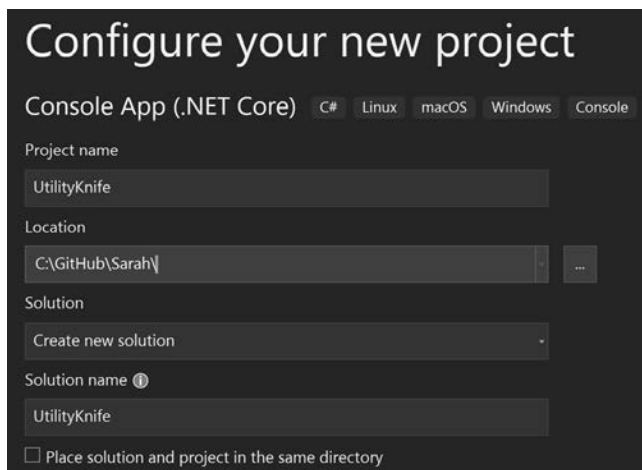 Configure your new project
Console App (.NET Core) C# Linux macOS Windows Console
Project name
UtilityKnife
Location
C:\GitHub\Sarah\
...
Solution
Create new solution
Solution name
UtilityKnife
Place solution and project in the same directory